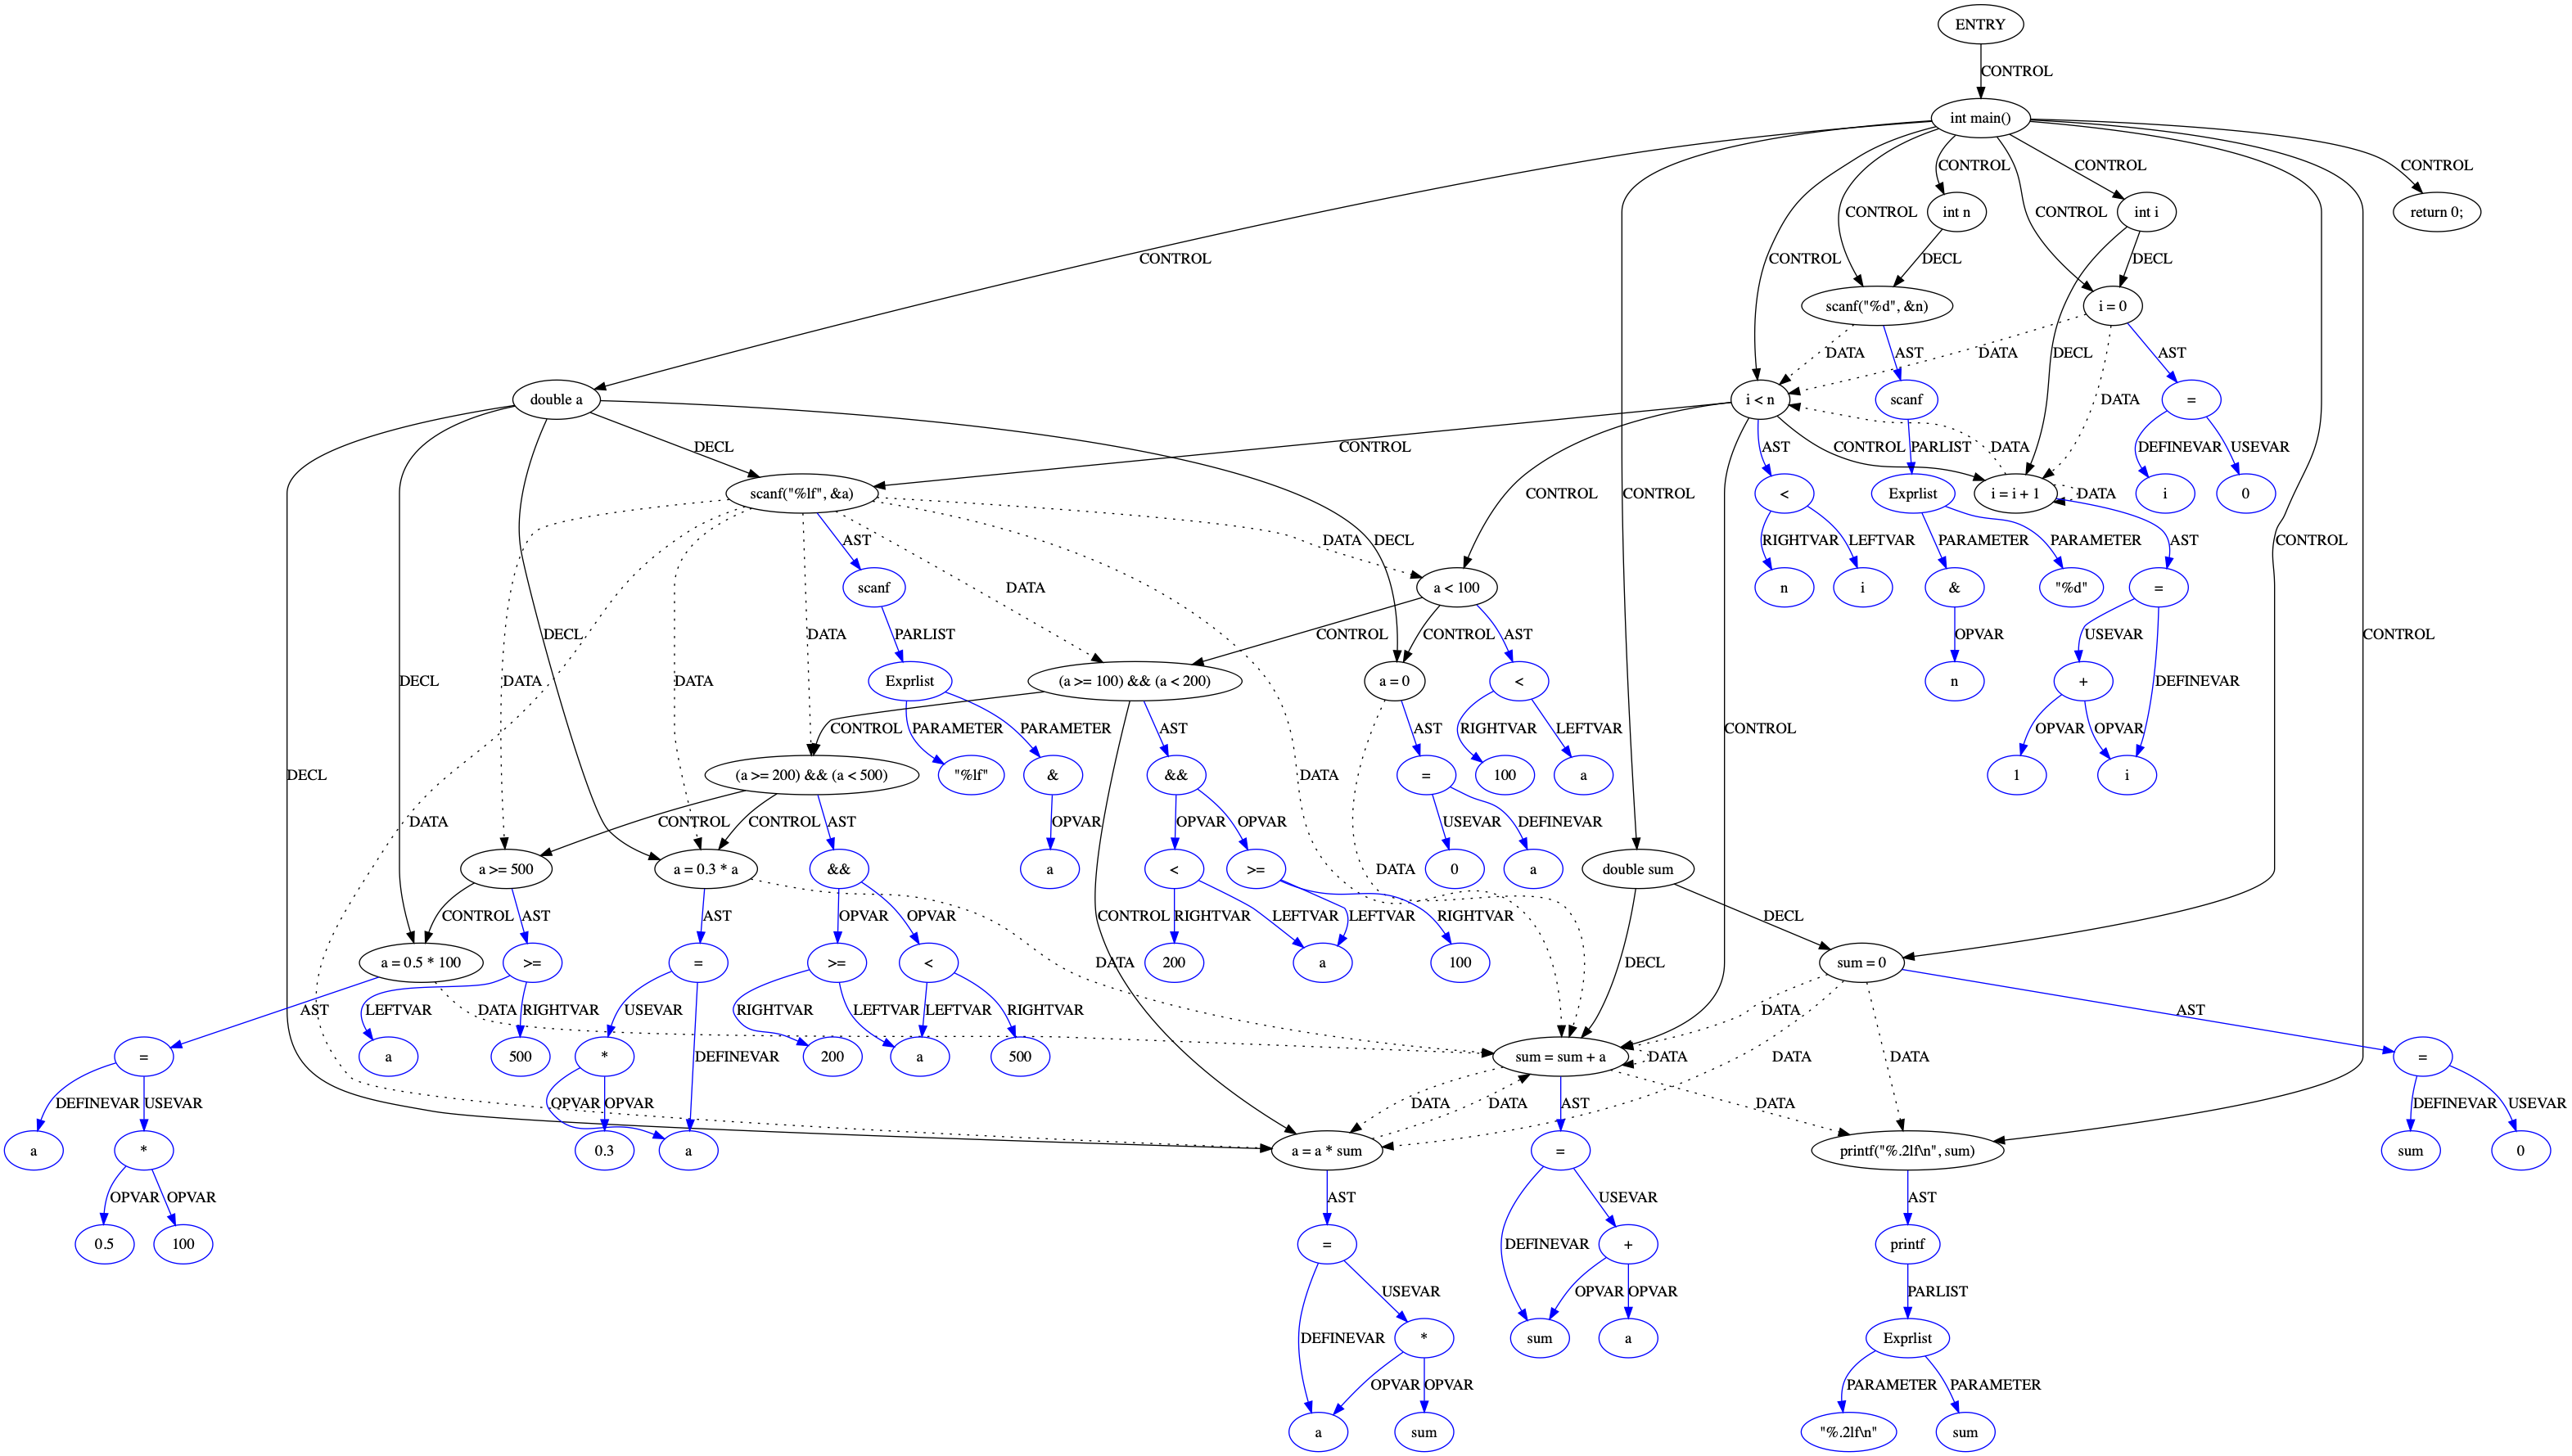 ENTRY
CONTROL
int main()
CONTROL CONTROL CONTROL
int n int i return 0;
CONTROL CONTROL
CONTROL CONTROL DECL DECL
scanf("%d", &n) i = 0
DATA AST DATA DECL AST
double a i < n scanf =
DATA
DECL CONTROL AST CONTROL PARLIST DATA DEFINEVAR USEVAR
scanf("%lf", &a) CONTROL CONTROL < Exprlist i = i + 1 DATA i 0
AST DATA DECL RIGHTVAR LEFTVAR PARAMETER PARAMETER AST CONTROL
scanf a < 100 n i & "%d" =
DECL DECL DATA DATA DATA PARLIST DATA CONTROL CONTROL AST OPVAR USEVAR CONTROL
Exprlist (a >= 100) && (a < 200) a = 0 < n + DEFINEVAR
DECL CONTROL PARAMETER PARAMETER AST AST RIGHTVAR LEFTVAR CONTROL OPVAR OPVAR
(a >= 200) && (a < 500) "%lf" & && DATA = 100 a 1 i
DATA CONTROL CONTROL AST OPVAR OPVAR OPVAR USEVAR DEFINEVAR
a >= 500 a = 0.3 * a && a < >= DATA 0 a double sum
CONTROL AST AST OPVAR OPVAR CONTROL RIGHTVAR LEFTVAR LEFTVAR RIGHTVAR DECL
a = 0.5 * 100 >= = >= < DATA 200 a 100 DECL sum = 0
AST LEFTVAR RIGHTVAR DATA USEVAR RIGHTVAR LEFTVAR LEFTVAR RIGHTVAR DATA AST
= a 500 * DEFINEVAR 200 a 500 sum = sum + a DATA DATA DATA =
DEFINEVAR USEVAR OPVAR OPVAR DATA DATA AST DATA DEFINEVAR USEVAR
a * 0.3 a a = a * sum = printf("%.2lf\n", sum) sum 0
OPVAR OPVAR AST USEVAR AST
0.5 100 = DEFINEVAR + printf
USEVAR OPVAR OPVAR PARLIST
DEFINEVAR * sum a Exprlist
OPVAR OPVAR PARAMETER PARAMETER
a sum "%.2lf\n" sum